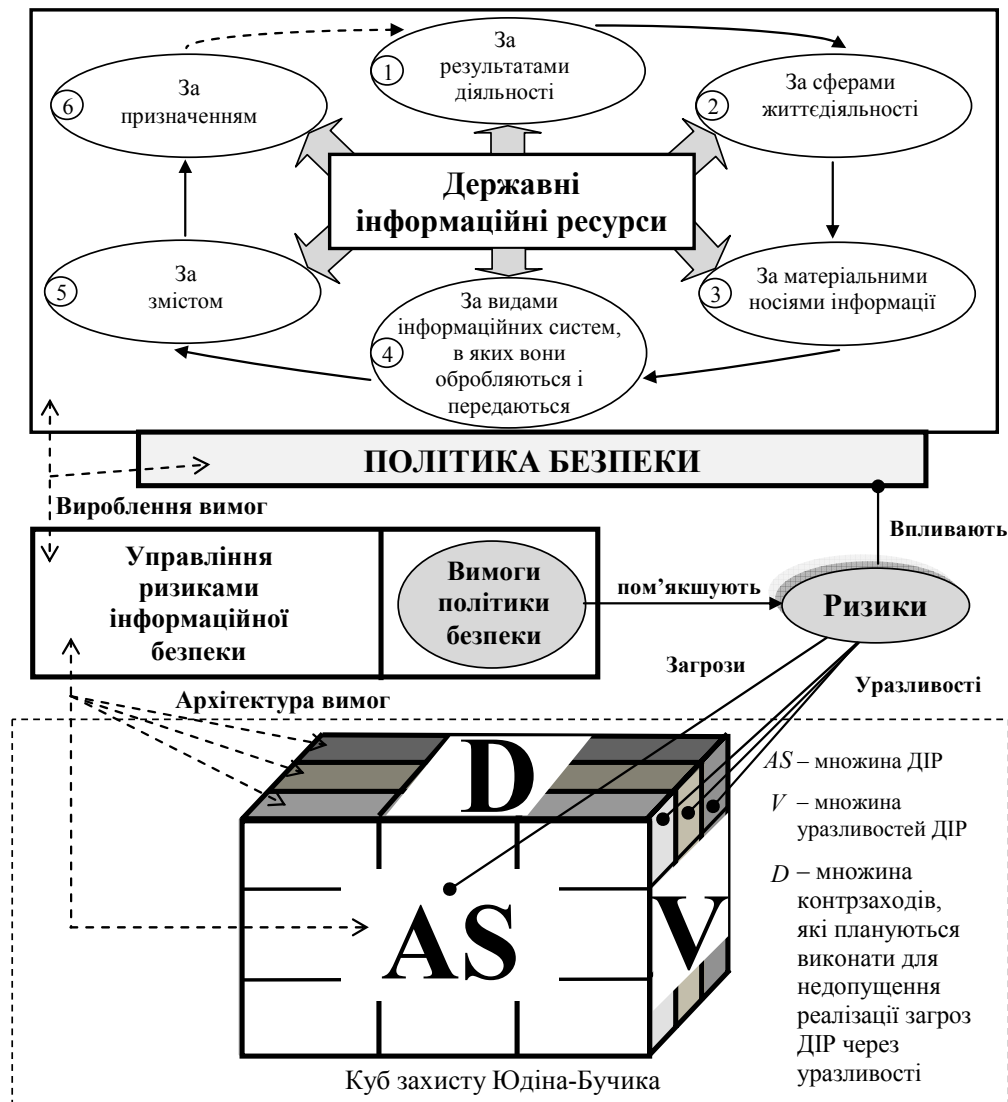 За
результатами
діяльності
1
За сферами
життєдіяльності
2
За матеріальними
носіями інформації
3
За видами
інформаційних систем,
в яких вони
обробляються і
передаються
4
За
змістом
5
За
призначенням
6
Державні
інформаційні ресурси
ПОЛІТИКА БЕЗПЕКИ
Вироблення вимог
Впливають
Управління
ризиками
інформаційної
безпеки
Вимоги
політики
безпеки
пом’якшують
Ризики
Загрози
Уразливості
Архітектура вимог
D
AS
V
AS – множина ДІР
V – множина
уразливостей ДІР
D – множина
контрзаходів,
які плануються
виконати для
недопущення
реалізації загроз
ДІР через
уразливості
Куб захисту Юдіна-Бучика